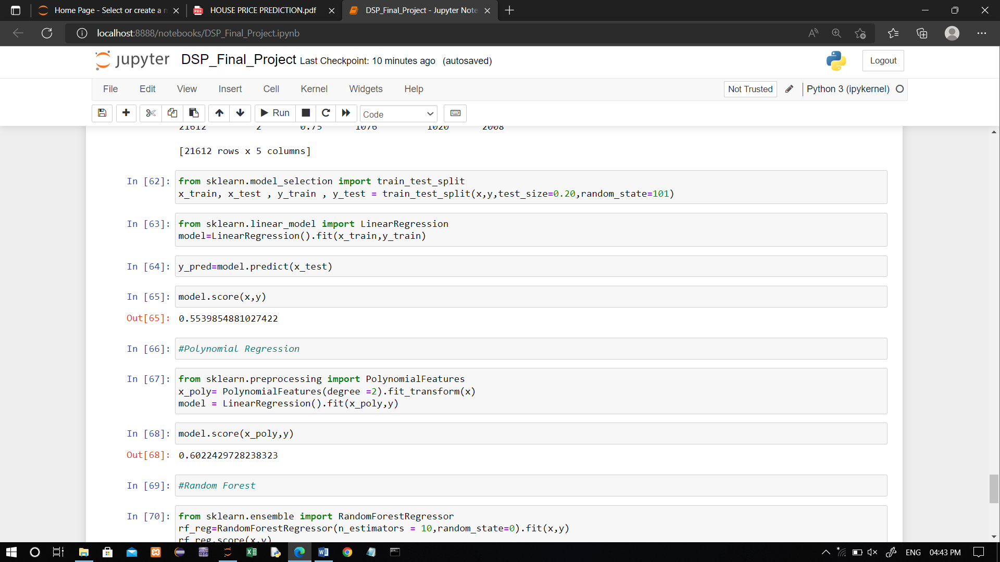 Home Page - Select or create a n
HOUSE PRICE PREDICTION.pdf
DSP_Final_Project - Jupyter Note
localhost:8888/notebooks/DSP_Final_Project.ipynb
jupyter DSP_Final_Project Last Checkpoint: 10 minutes ago (autosaved)
Logout
File Edit View Insert Cell Kernel Widgets Help
Not Trusted
Python 3 (ipykernel)
Run
Code
21612 2 0.75 1076 1020 2008
[21612 rows x 5 columns]
In [62]: from sklearn.model_selection import train_test_split
x_train, x_test , y_train , y_test = train_test_split(x,y,test_size=0.20,random_state=101)
In [63]: from sklearn.linear_model import LinearRegression
model=LinearRegression().fit(x_train,y_train)
In [64]: y_pred=model.predict(x_test)
In [65]: model.score(x,y)
Out[65]: 0.5539854881027422
In [66]: #Polynomial Regression
In [67]: from sklearn.preprocessing import PolynomialFeatures
x_poly= PolynomialFeatures(degree =2).fit_transform(x)
model = LinearRegression().fit(x_poly,y)
In [68]: model.score(x_poly,y)
Out[68]: 0.6022429728238323
In [69]: #Random Forest
In [70]: from sklearn.ensemble import RandomForestRegressor
rf_reg=RandomForestRegressor(n_estimators = 10,random_state=0).fit(x,y)
rf_reg.score(x,y)
ENG 04:43 PM